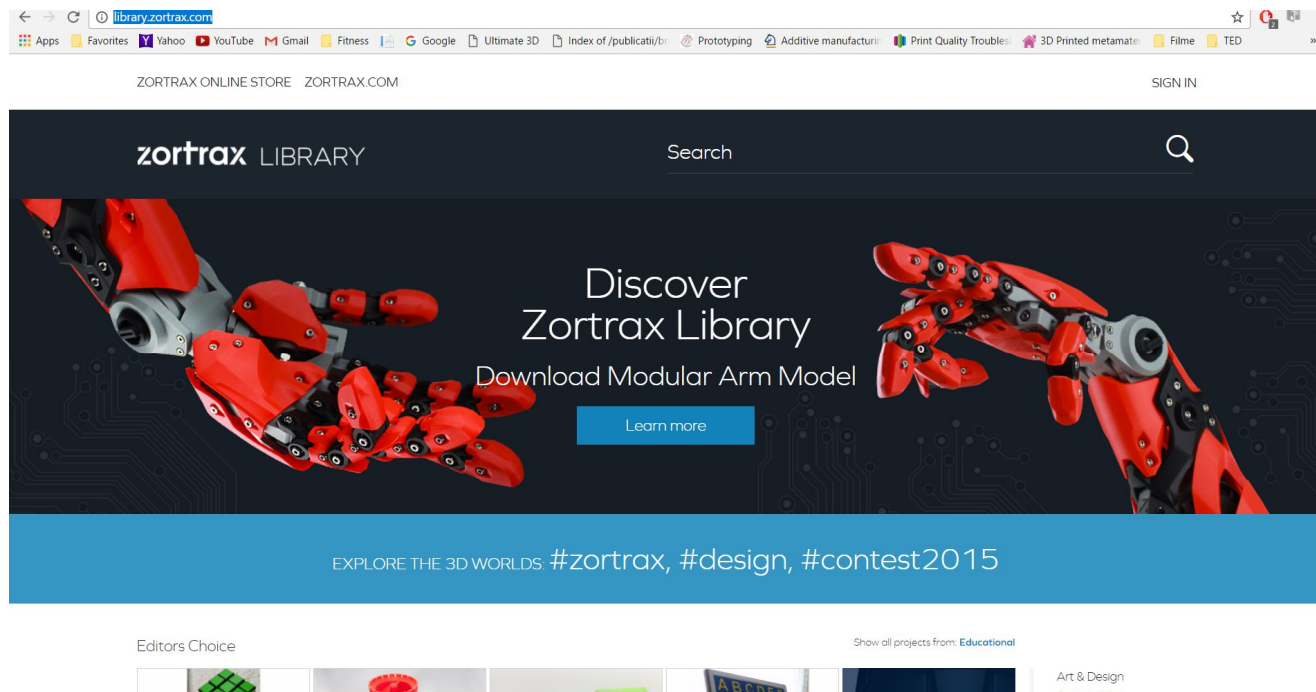 library.zortrax.com
2
Apps Favorites Yahoo YouTube Gmail Fitness Google Ultimate 3D Index of /publicatii/br Prototyping Additive manufacturin Print Quality Troubles 3D Printed metamater Filme TED »
ZORTRAX ONLINE STORE ZORTRAX.COM SIGN IN
zortrax LIBRARY Search
Discover
Zortrax Library
Download Modular Arm Model
Learn more
EXPLORE THE 3D WORLDS: #zortrax, #design, #contest2015
Editors Choice Show all projects from: Educational
Art & Design
A B C D E F